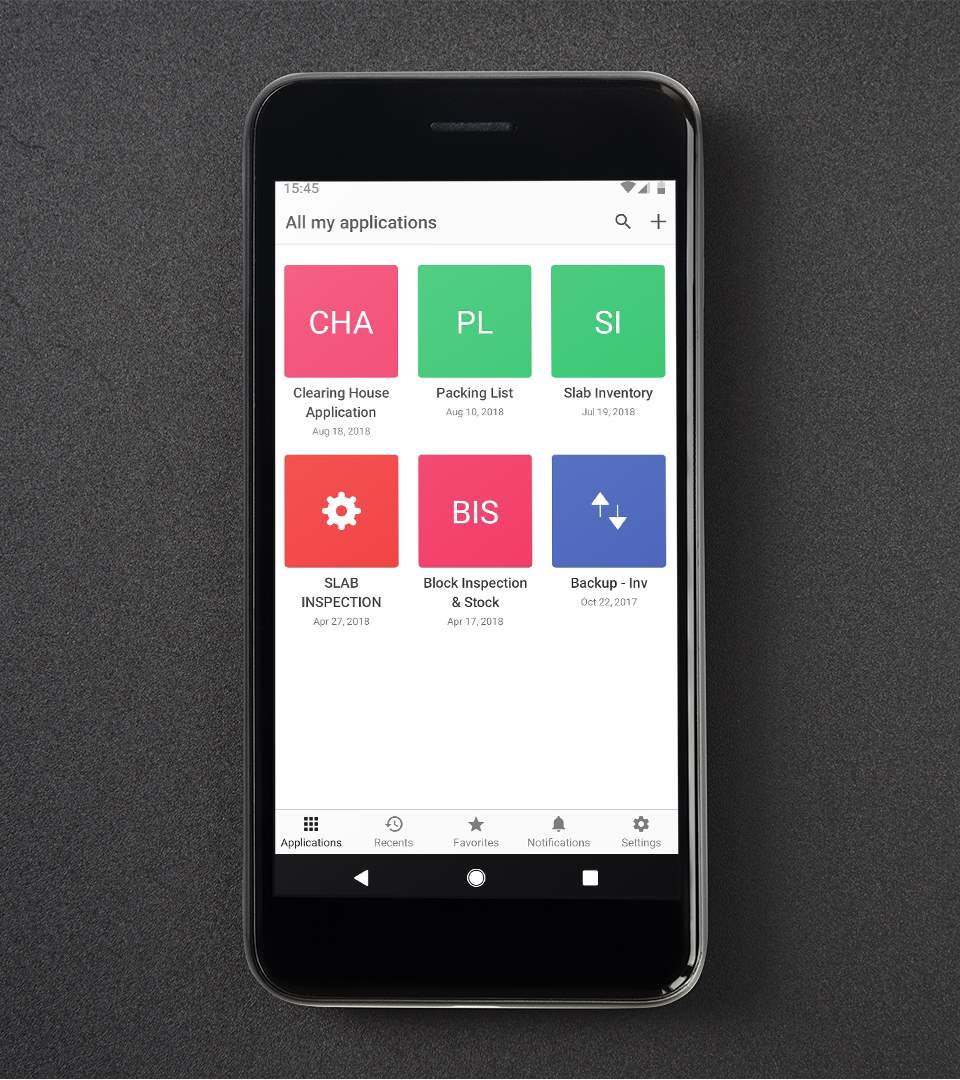 15:45
All my applications
CHA
PL
SI
Clearing House
Application
Aug 18, 2018
Packing List
Aug 10, 2018
Slab Inventory
Jul 19, 2018
BIS
SLAB
INSPECTION
Apr 27, 2018
Block Inspection
& Stock
Apr 17, 2018
Backup - Inv
Oct 22, 2017
Applications
Recents
Favorites
Notifications
Settings